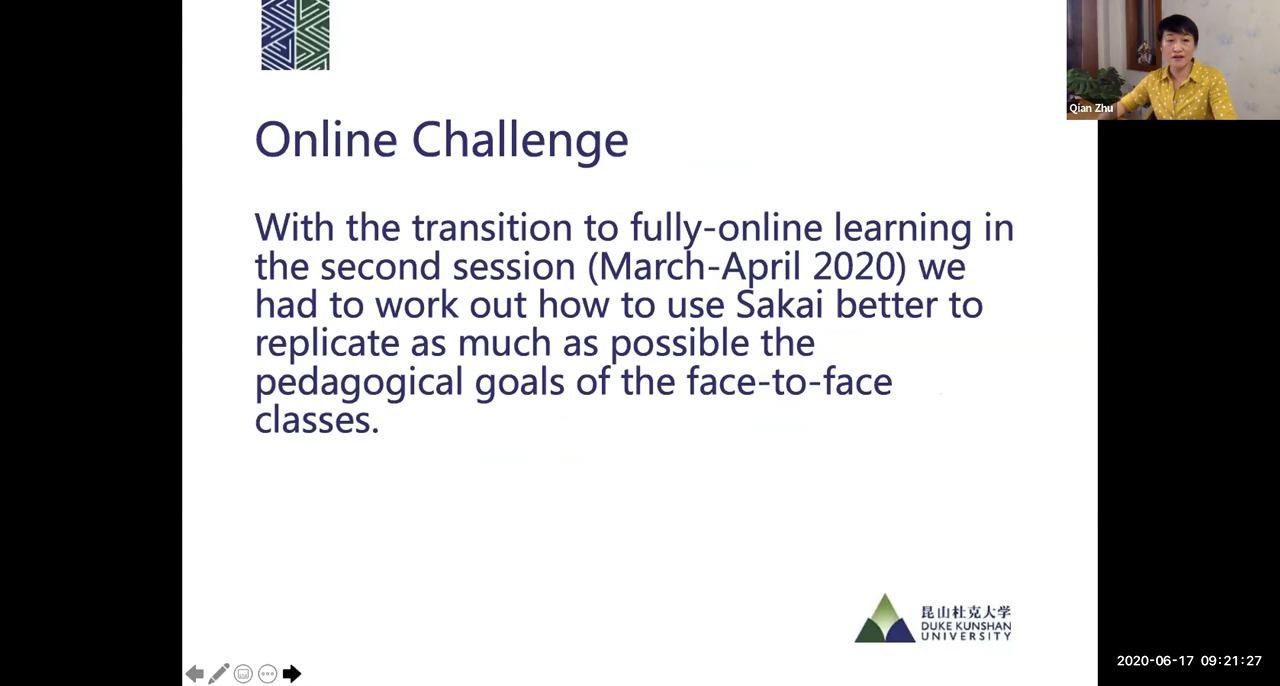 Qian Zhu
Online Challenge
With the transition to fully-online learning in
the second session (March-April 2020) we
had to work out how to use Sakai better to
replicate as much as possible the
pedagogical goals of the face-to-face
classes.
昆山杜克大学
DUKE KUNSHAN
UNIVERSITY
2020-06-17 09:21:27